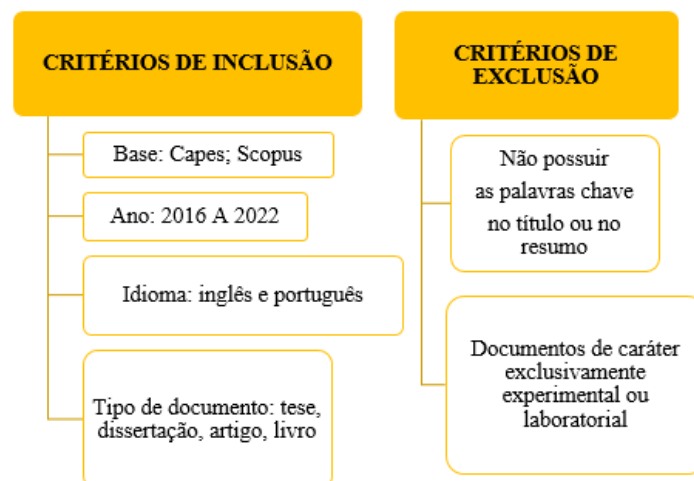 CRITÉRIOS DE INCLUSÃO
Base: Capes; Scopus
Ano: 2016 A 2022
Idioma: inglês e português
Tipo de documento: tese,
dissertação, artigo, livro
CRITÉRIOS DE
EXCLUSÃO
Não possuir
as palavras chave
no título ou no
resumo
Documentos de caráter
exclusivamente
experimental ou
laboratorial